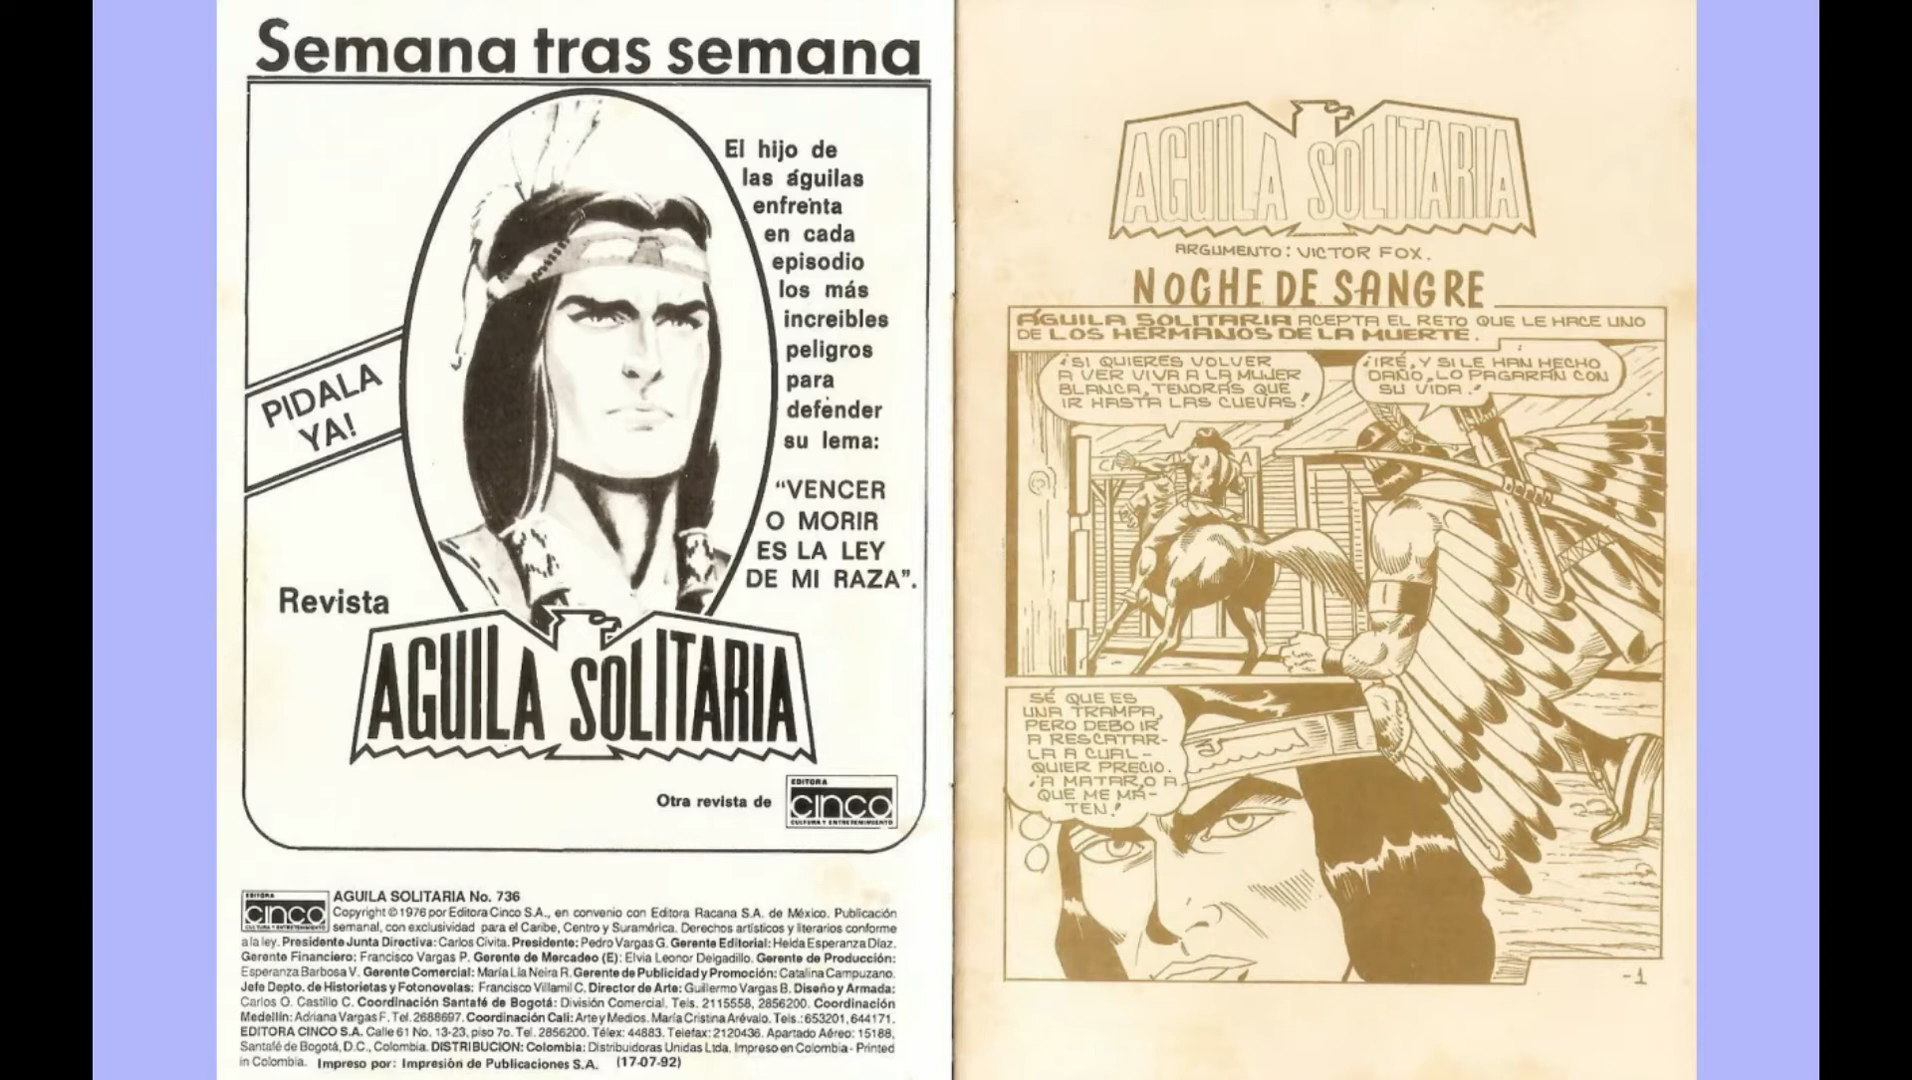 Semana tras semana
El hijo de
las águilas
enfrenta
en cada
episodio
los más
increibles
peligros
para
defender
su lema:
"VENCER
O MORIR
ES LA LEY
DE MI RAZA".
PIDALA
YA!
Revista
AGUILA SOLITARIA
Otra revista de
EDITORA
CINCO
CULTURA Y ENTRETENIMIENTO
EDITORA
CINCO
CULTURA Y ENTRETENIMIENTO
AGUILA SOLITARIA No. 736
Copyright © 1976 por Editora Cinco S.A., en convenio con Editora Racana S.A. de México. Publicación
semanal, con exclusividad para el Caribe, Centro y Suramérica. Derechos artísticos y literarios conforme
a la ley. Presidente Junta Directiva: Carlos Civita. Presidente: Pedro Vargas G. Gerente Editorial: Helda Esperanza Díaz.
Gerente Financiero: Francisco Vargas P. Gerente de Mercadeo (E): Elvia Leonor Delgadillo. Gerente de Producción:
Esperanza Barbosa V. Gerente Comercial: María Lía Neira R. Gerente de Publicidad y Promoción: Catalina Campuzano.
Jefe Depto. de Historietas y Fotonovelas: Francisco Villamil C. Director de Arte: Guillermo Vargas B. Diseño y Armada:
Carlos O. Castillo C. Coordinación Santafé de Bogotá: División Comercial. Tels. 2115558, 2856200. Coordinación
Medellín: Adriana Vargas F. Tel. 2688697. Coordinación Cali: Arte y Medios. María Cristina Arévalo. Tels.: 653201, 644171.
EDITORA CINCO S.A. Calle 61 No. 13-23, piso 7o. Tel. 2856200. Télex: 44883. Telefax: 2120436. Apartado Aéreo: 15188,
Santafé de Bogotá, D.C., Colombia. DISTRIBUCION: Colombia: Distribuidoras Unidas Ltda. Impreso en Colombia - Printed
in Colombia. Impreso por: Impresión de Publicaciones S.A. (17-07-92)
AGUILA SOLITARIA
ARGUMENTO: VICTOR FOX.
NOCHE DE SANGRE
ÁGUILA SOLITARIA ACEPTA EL RETO QUE LE HACE UNO
DE LOS HERMANOS DE LA MUERTE.
¡SI QUIERES VOLVER
A VER VIVA A LA MUJER
BLANCA, TENDRÁS QUE
IR HASTA LAS CUEVAS!
¡IRÉ, Y SI LE HAN HECHO
DAÑO, LO PAGARÁN CON
SU VIDA!
SÉ QUE ES
UNA TRAMPA,
PERO DEBO IR
A RESCATAR-
LA A CUAL-
QUIER PRECIO.
¡A MATAR, O A
QUE ME MA-
TEN!
-1